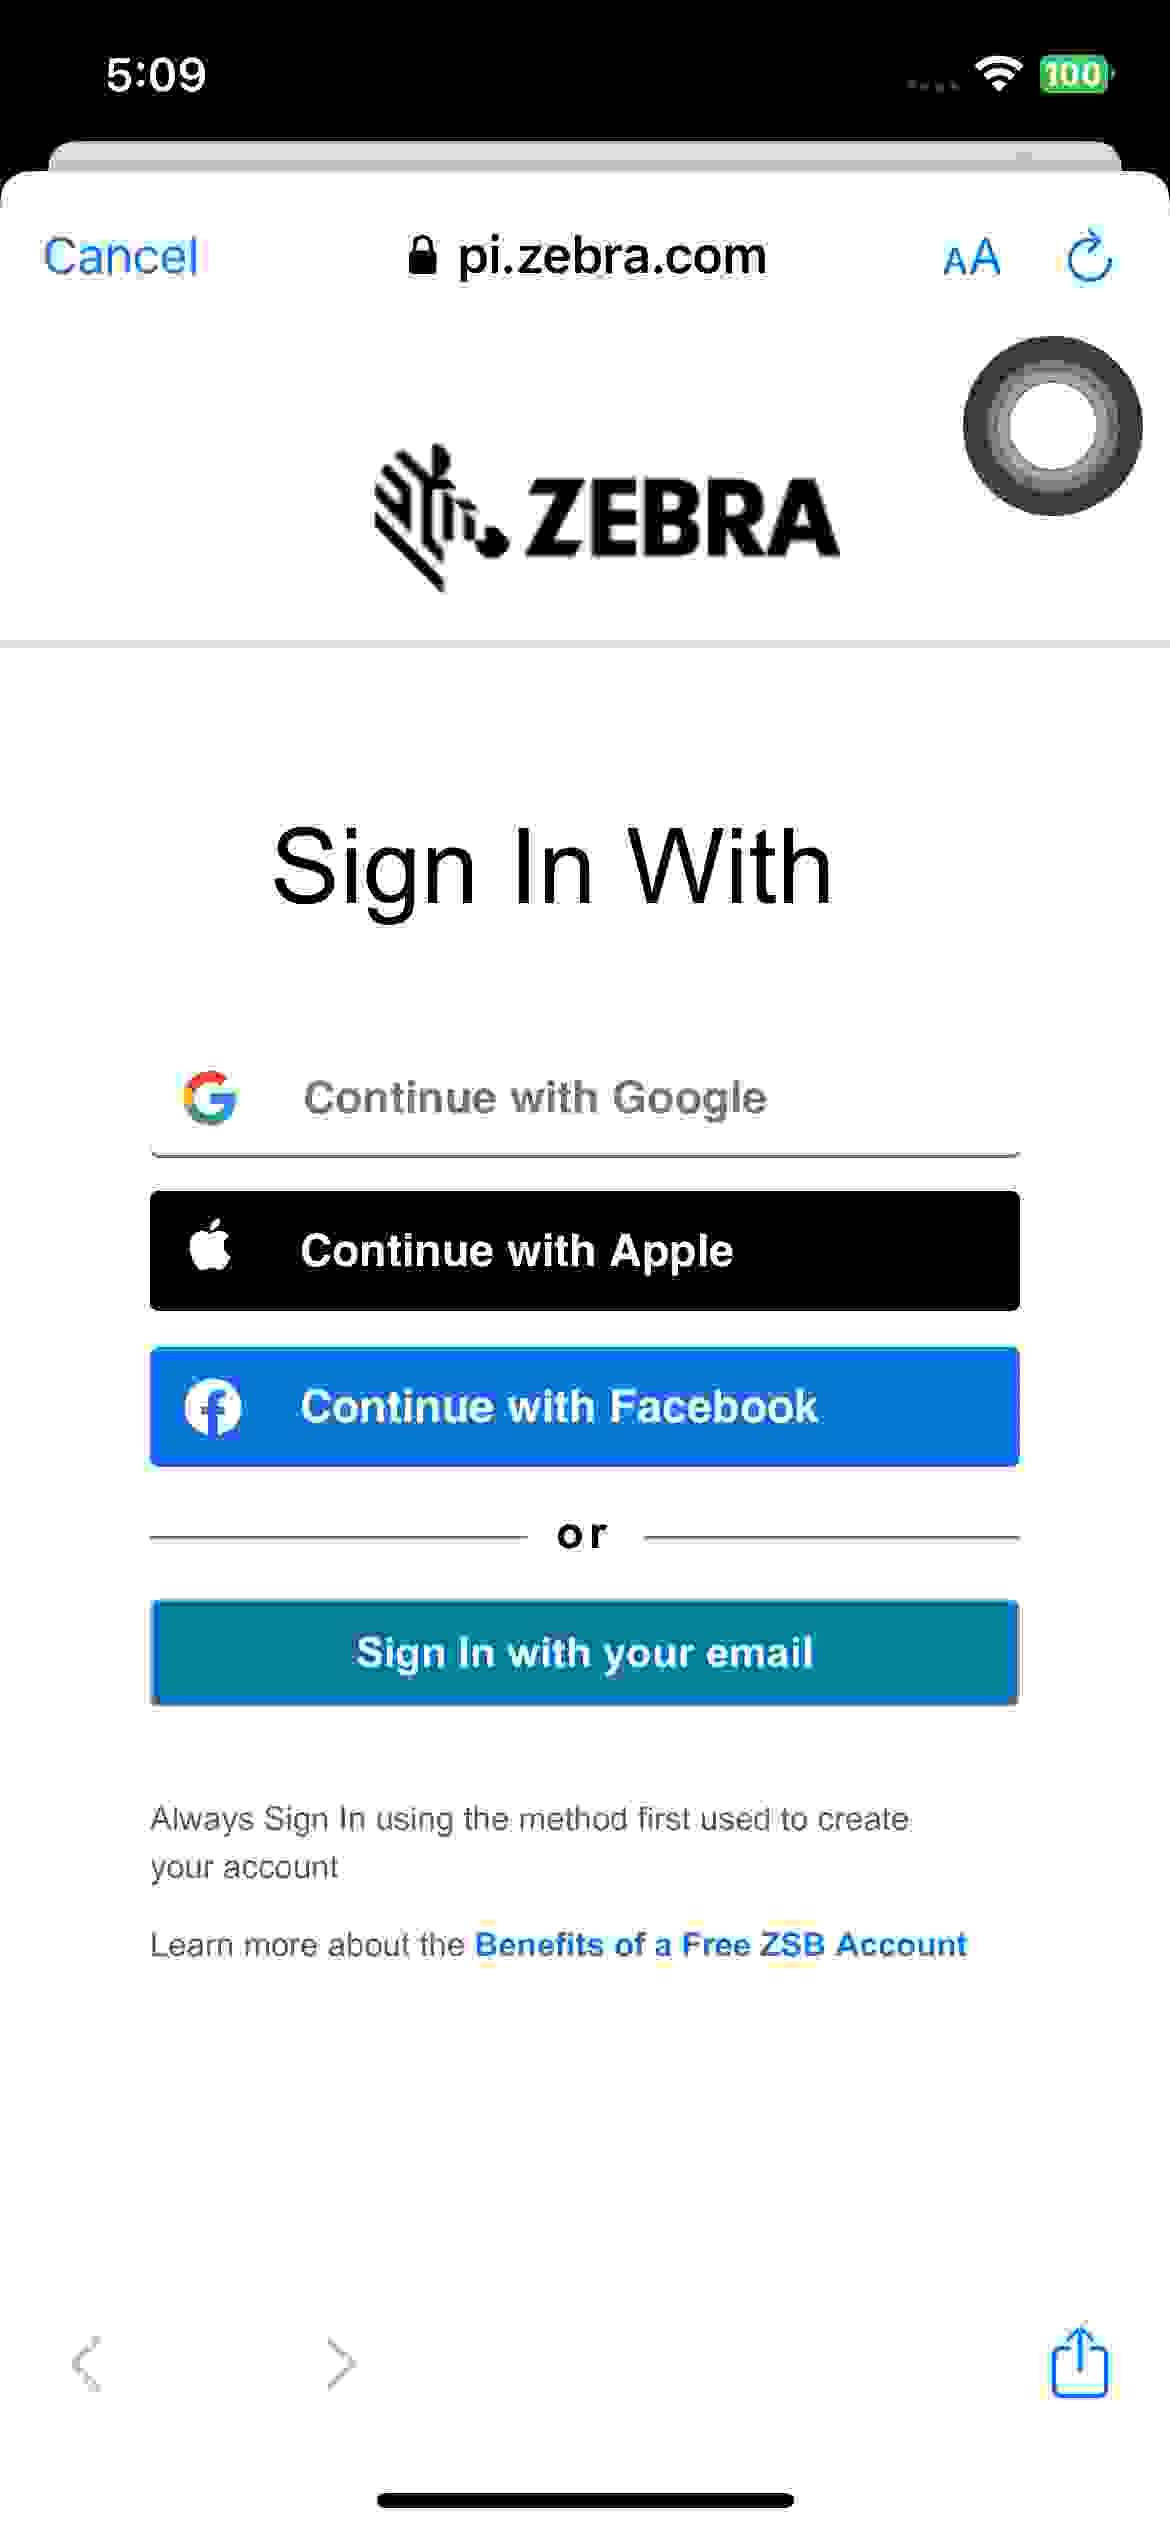 5:09
100
Cancel
pi.zebra.com
AA
ZEBRA
Sign In With
Continue with Google
Continue with Apple
Continue with Facebook
or
Sign In with your email
Always Sign In using the method first used to create
your account
Learn more about the Benefits of a Free ZSB Account